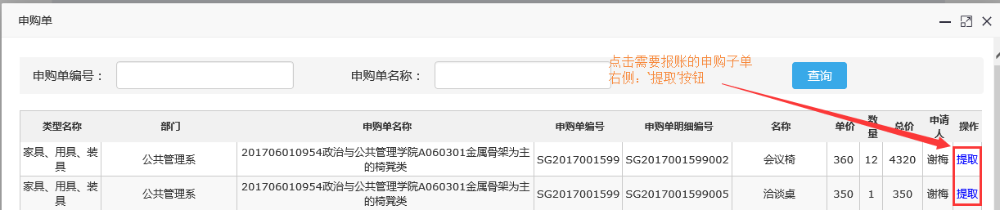 申购单
申购单编号：
申购单名称：
点击需要报账的申购子单
右侧：‘提取’按钮
查询
类型名称 部门 申购单名称 申购单编号 申购单明细编号 名称 单价 数量 总价 申请人 操作
家具、用具、装具 公共管理系 201706010954政治与公共管理学院A060301金属骨架为主的椅凳类 SG2017001599 SG2017001599002 会议椅 360 12 4320 谢梅 提取
家具、用具、装具 公共管理系 201706010954政治与公共管理学院A060301金属骨架为主的椅凳类 SG2017001599 SG2017001599005 洽谈桌 350 1 350 谢梅 提取